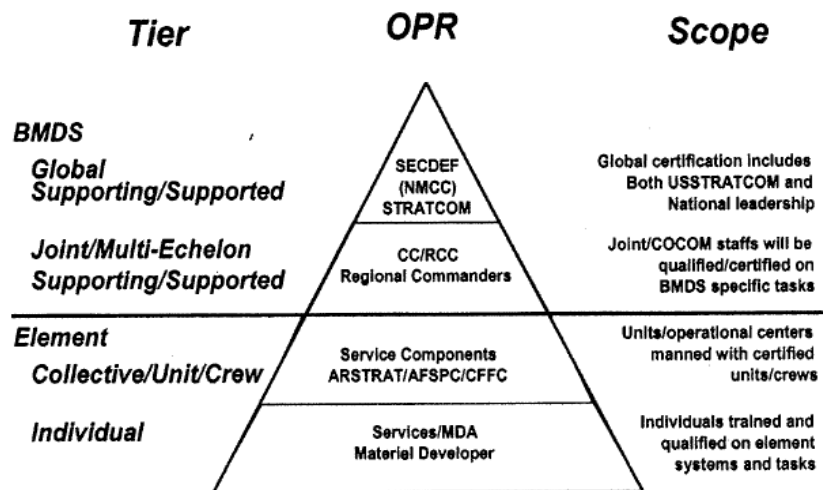 Tier
OPR
Scope
BMDS
Global
Supporting/Supported
SECDEF
(NMCC)
STRATCOM
Global certification includes
Both USSTRATCOM and
National leadership
Joint/Multi-Echelon
Supporting/Supported
CC/RCC
Regional Commanders
Joint/COCOM staffs will be
qualified/certified on
BMDS specific tasks
Element
Collective/Unit/Crew
Service Components
ARSTRAT/AFSPC/CFFC
Units/operational centers
manned with certified
units/crews
Individual
Services/MDA
Materiel Developer
Individuals trained and
qualified on element
systems and tasks